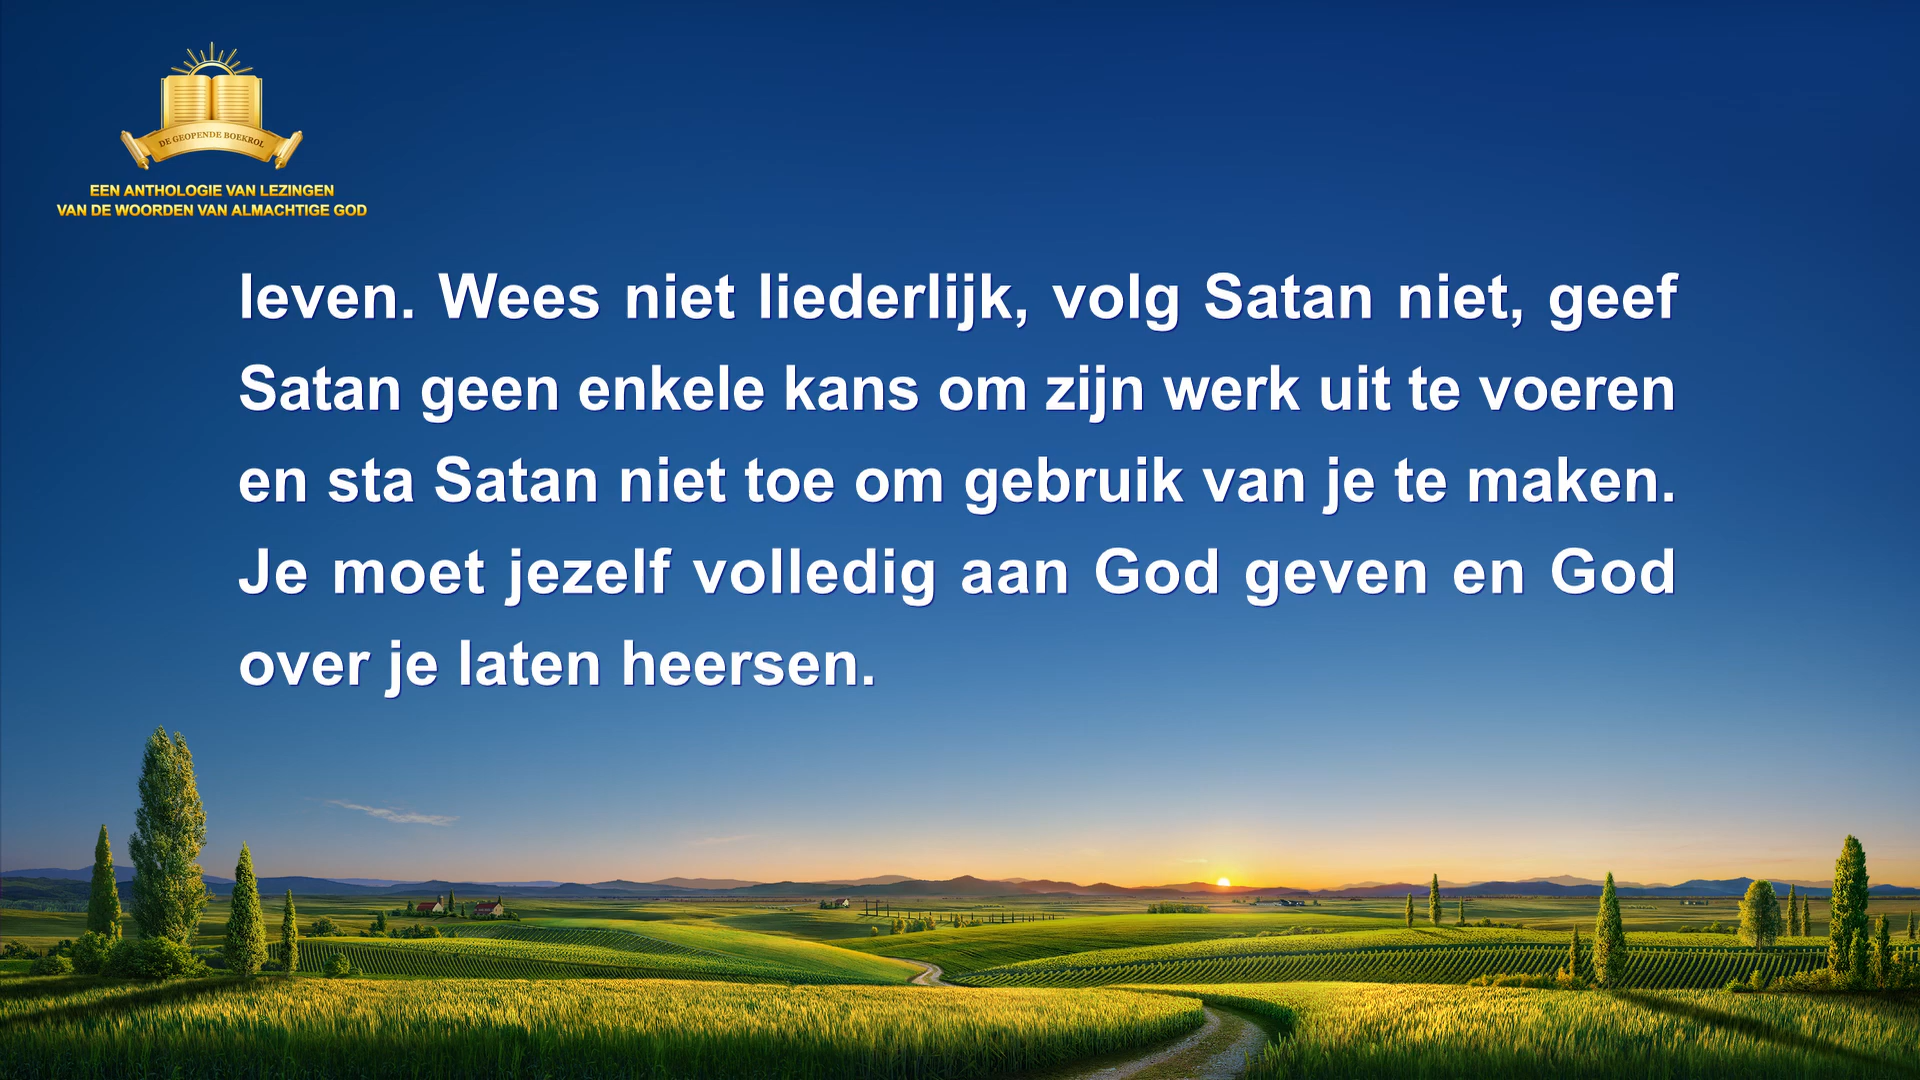 DE GEOPENDE BOEKROL
EEN ANTHOLOGIE VAN LEZINGEN
VAN DE WOORDEN VAN ALMACHTIGE GOD
leven. Wees niet liederlijk, volg Satan niet, geef
Satan geen enkele kans om zijn werk uit te voeren
en sta Satan niet toe om gebruik van je te maken.
Je moet jezelf volledig aan God geven en God
over je laten heersen.